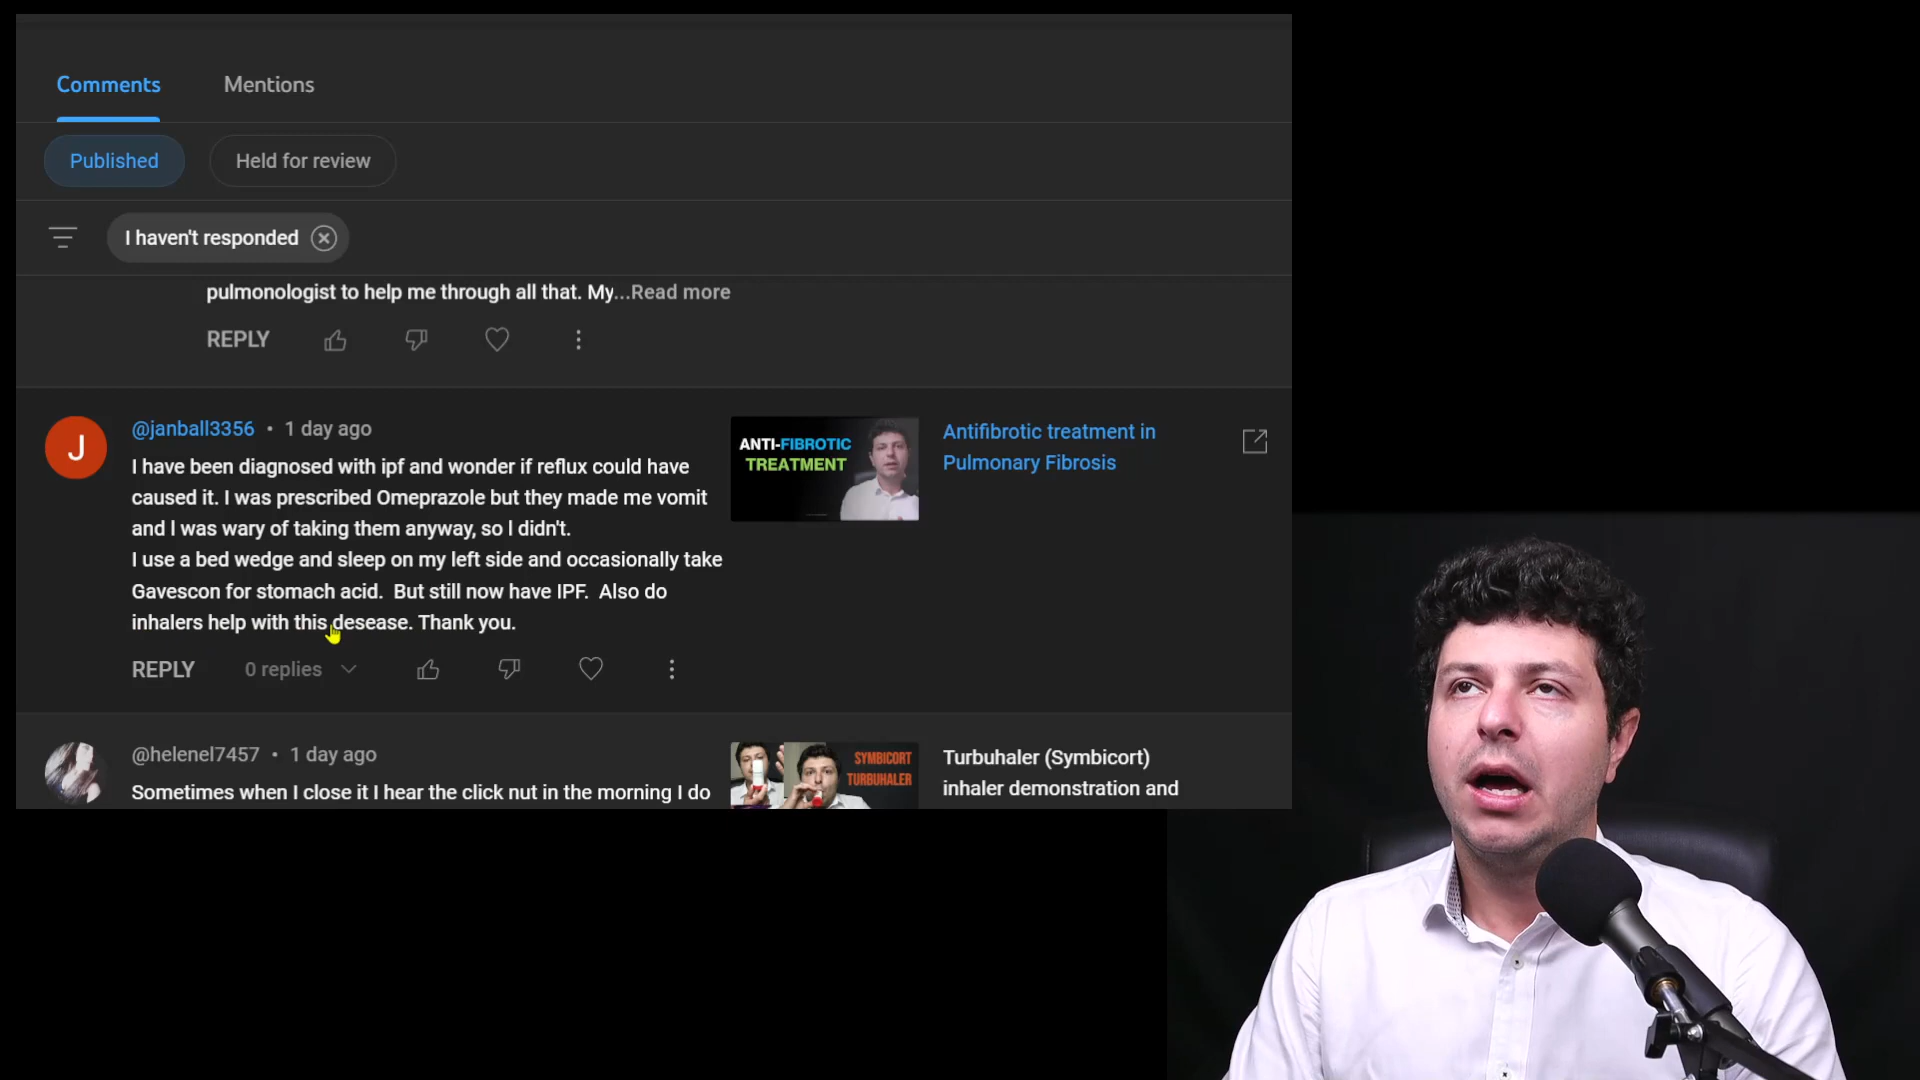 Comments
Mentions
Published
Held for review
I haven't responded
pulmonologist to help me through all that. My...Read more
REPLY
@janball3356 • 1 day ago
I have been diagnosed with ipf and wonder if reflux could have
caused it. I was prescribed Omeprazole but they made me vomit
and I was wary of taking them anyway, so I didn't.
I use a bed wedge and sleep on my left side and occasionally take
Gavescon for stomach acid.  But still now have IPF.  Also do
inhalers help with this desease. Thank you.
REPLY
0 replies
J
ANTI-FIBROTIC
TREATMENT
Antifibrotic treatment in
Pulmonary Fibrosis
@helenel7457 • 1 day ago
Sometimes when I close it I hear the click nut in the morning I do
SYMBICORT
TURBUHALER
Turbuhaler (Symbicort)
inhaler demonstration and